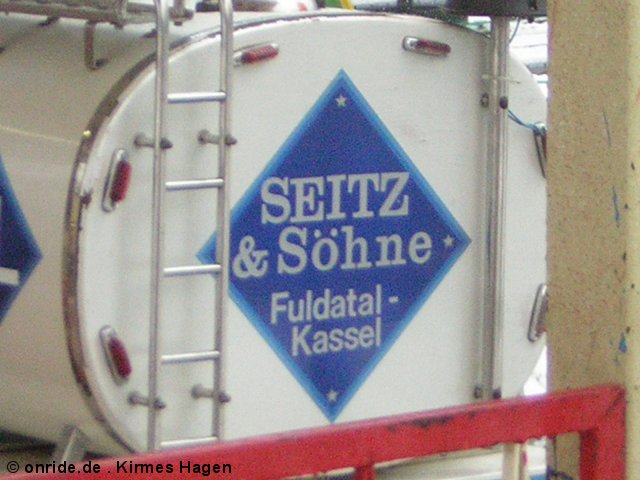 SEITZ
& Söhne
Fuldatal -
Kassel
© onride.de . Kirmes Hagen